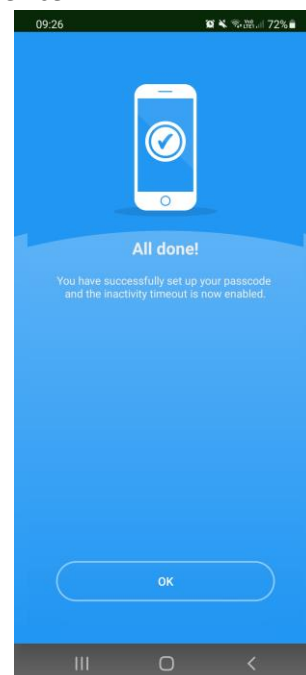 09:26
72%
All done!
You have successfully set up your passcode
and the inactivity timeout is now enabled.
OK